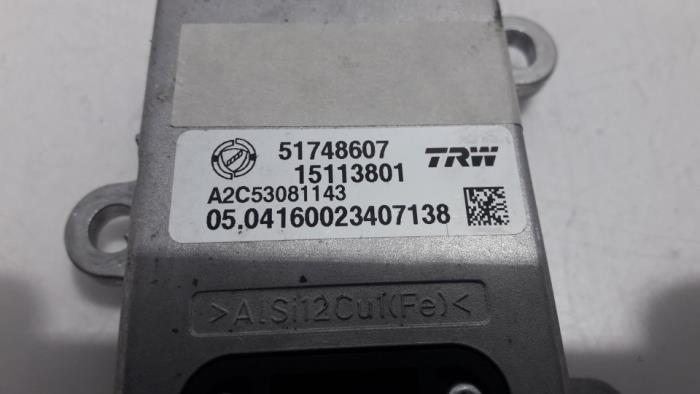 51748607
TRW
15113801
A2C53081143
05.04160023407138
>AlSi12Cu1(Fe)<